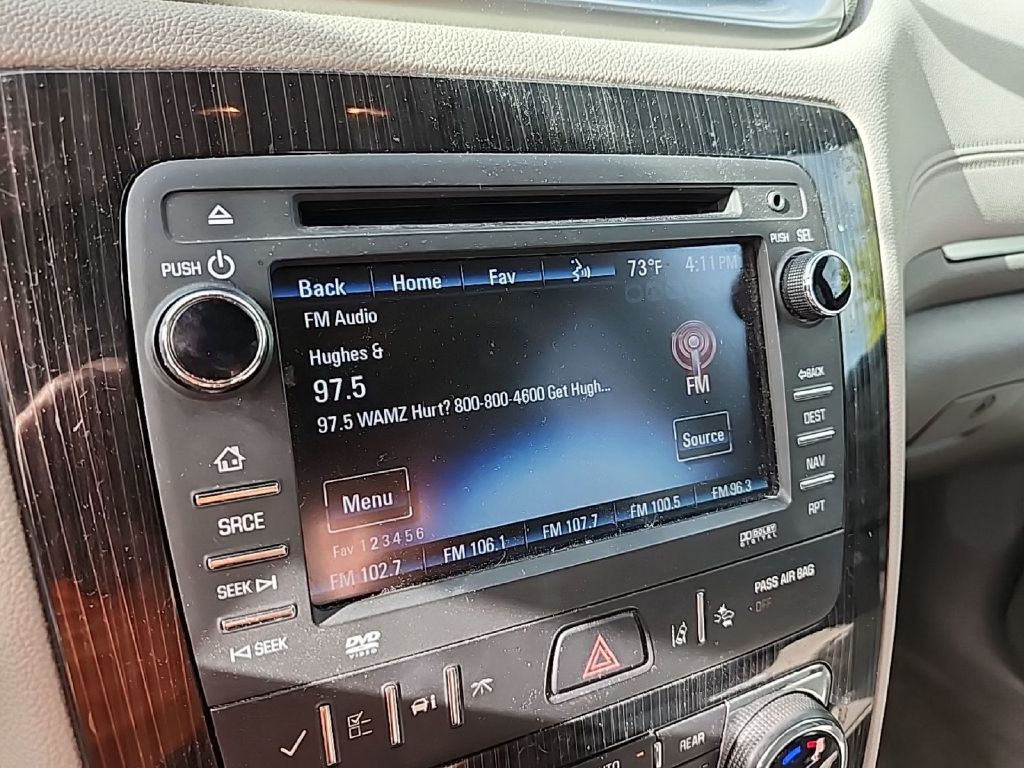 PUSH
PUSH SEL
Back Home Fav 73°F 4:11 PM
FM Audio
Hughes &
97.5
97.5 WAMZ Hurt? 800-800-4600 Get Hugh...
FM
Source
Menu
Fav 1 2 3 4 5 6
FM 102.7 FM 106.1 FM 107.7 FM 100.5 FM 96.3
BACK
DEST
NAV
RPT
SRCE
SEEK
SEEK
DVD
VIDEO
DOLBY
DIGITAL
PASS AIR BAG
OFF
REAR